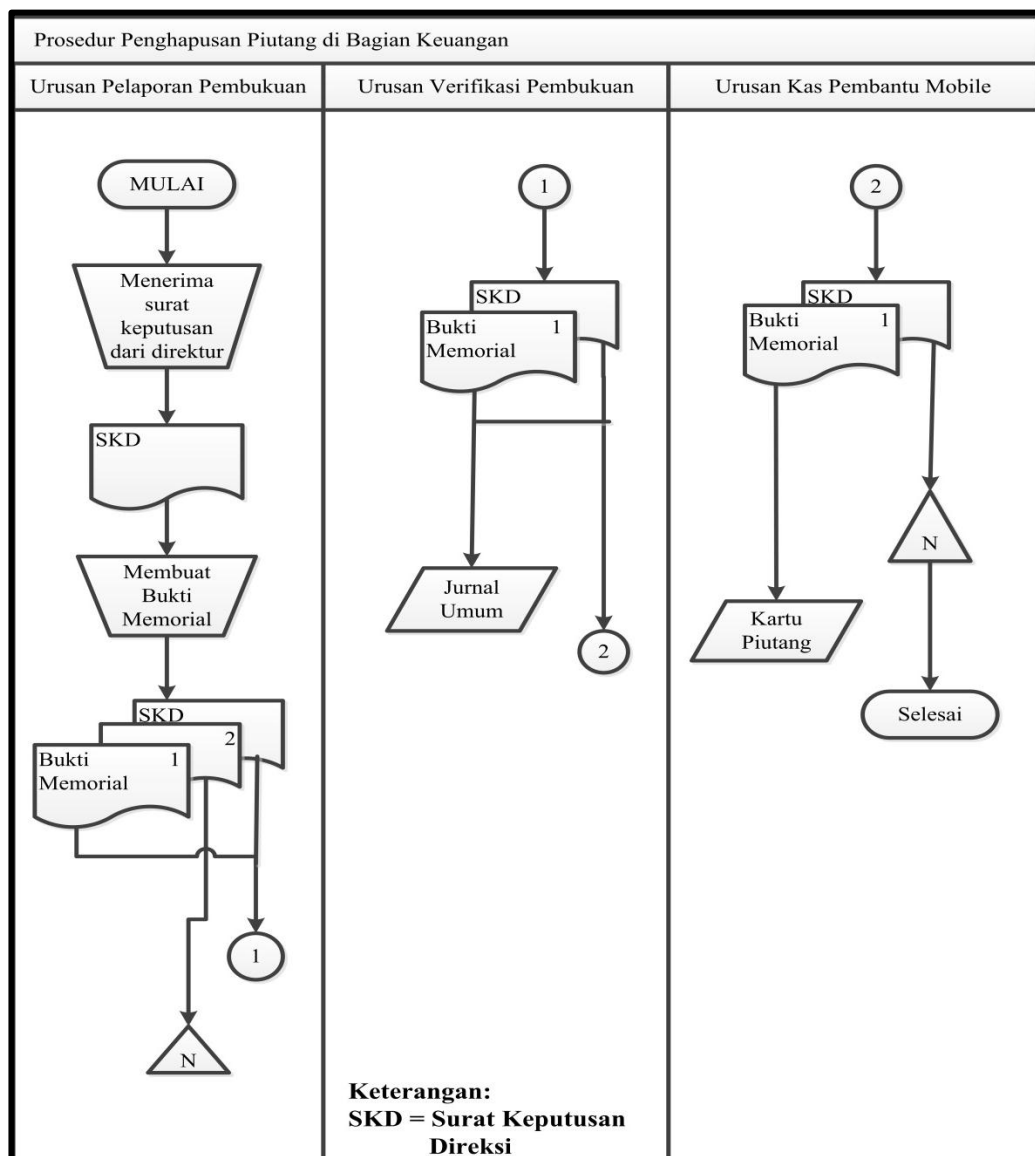 Prosedur Penghapusan Piutang di Bagian Keuangan
Urusan Pelaporan Pembukuan
Urusan Verifikasi Pembukuan
Urusan Kas Pembantu Mobile
MULAI
Menerima
surat
keputusan
dari direktur
SKD
Membuat
Bukti
Memorial
SKD
2
Bukti 1
Memorial
1
N
1
SKD
Bukti 1
Memorial
Jurnal
Umum
2
Keterangan:
SKD = Surat Keputusan
Direksi
2
SKD
Bukti 1
Memorial
N
Kartu
Piutang
Selesai